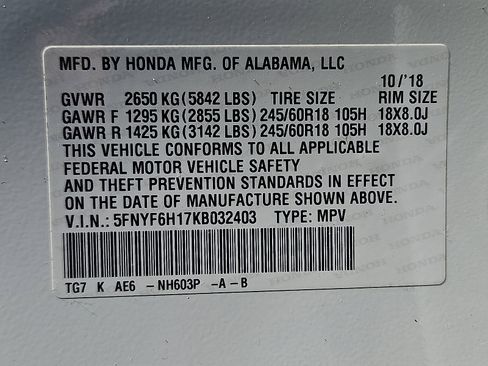 MFD. BY HONDA MFG. OF ALABAMA, LLC
10/'18
GVWR 2650 KG(5842 LBS) TIRE SIZE RIM SIZE
GAWR F 1295 KG(2855 LBS)245/60R18 105H 18X8.0J
GAWR R 1425 KG(3142 LBS)245/60R18 105H 18X8.0J
THIS VEHICLE CONFORMS TO ALL APPLICABLE
FEDERAL MOTOR VEHICLE SAFETY
AND THEFT PREVENTION STANDARDS IN EFFECT
ON THE DATE OF MANUFACTURE SHOWN ABOVE.
V.I.N.: 5FNYF6H17KB032403 TYPE: MPV
TG7 K AE6 -NH603P -A-B